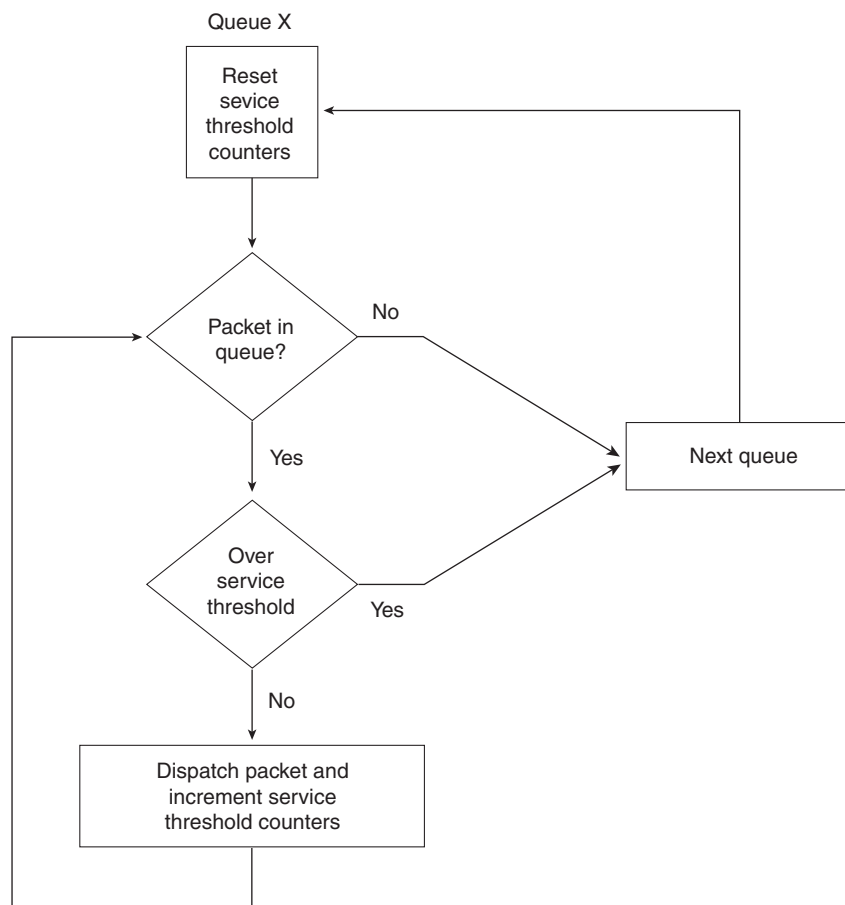 Queue X
Reset
sevice
threshold
counters
Packet in
queue?
No
Yes
Next queue
Over
service
threshold
Yes
No
Dispatch packet and
increment service
threshold counters